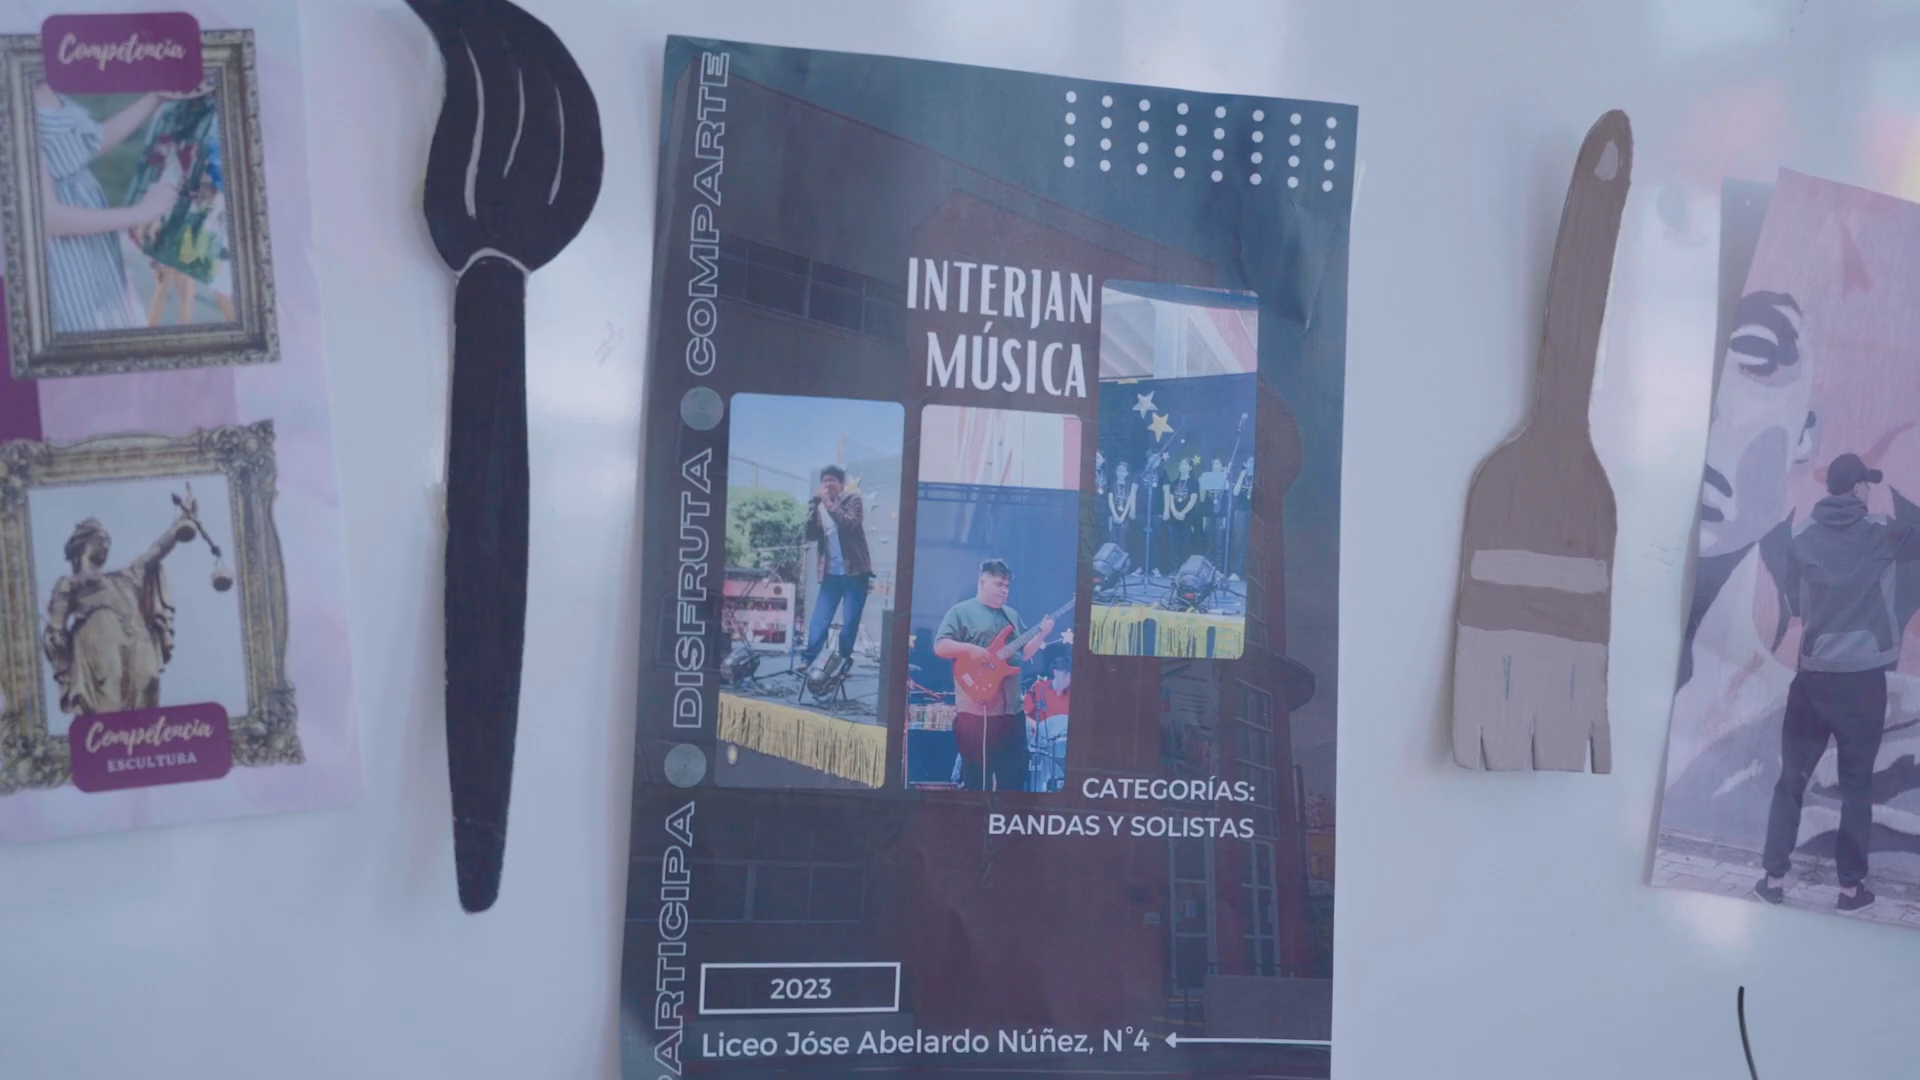 Competencia
Competencia
ESCULTURA
PARTICIPA DISFRUTA COMPARTE
INTERJAN
MÚSICA
CATEGORÍAS:
BANDAS Y SOLISTAS
2023
Liceo Jóse Abelardo Núñez, N°4